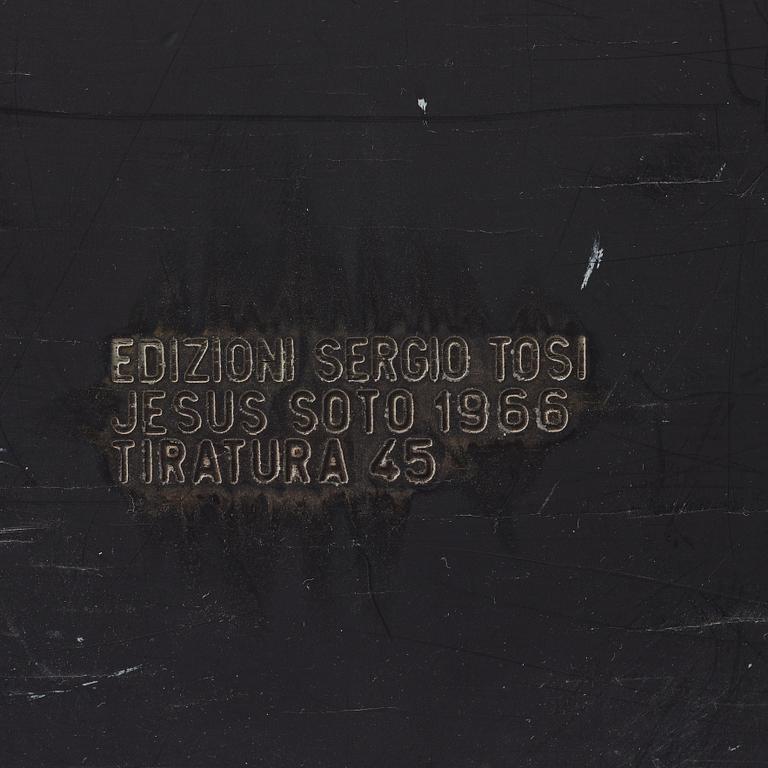 EDIZIONI SERGIO TOSI
JESUS SOTO 1966
TIRATURA 45